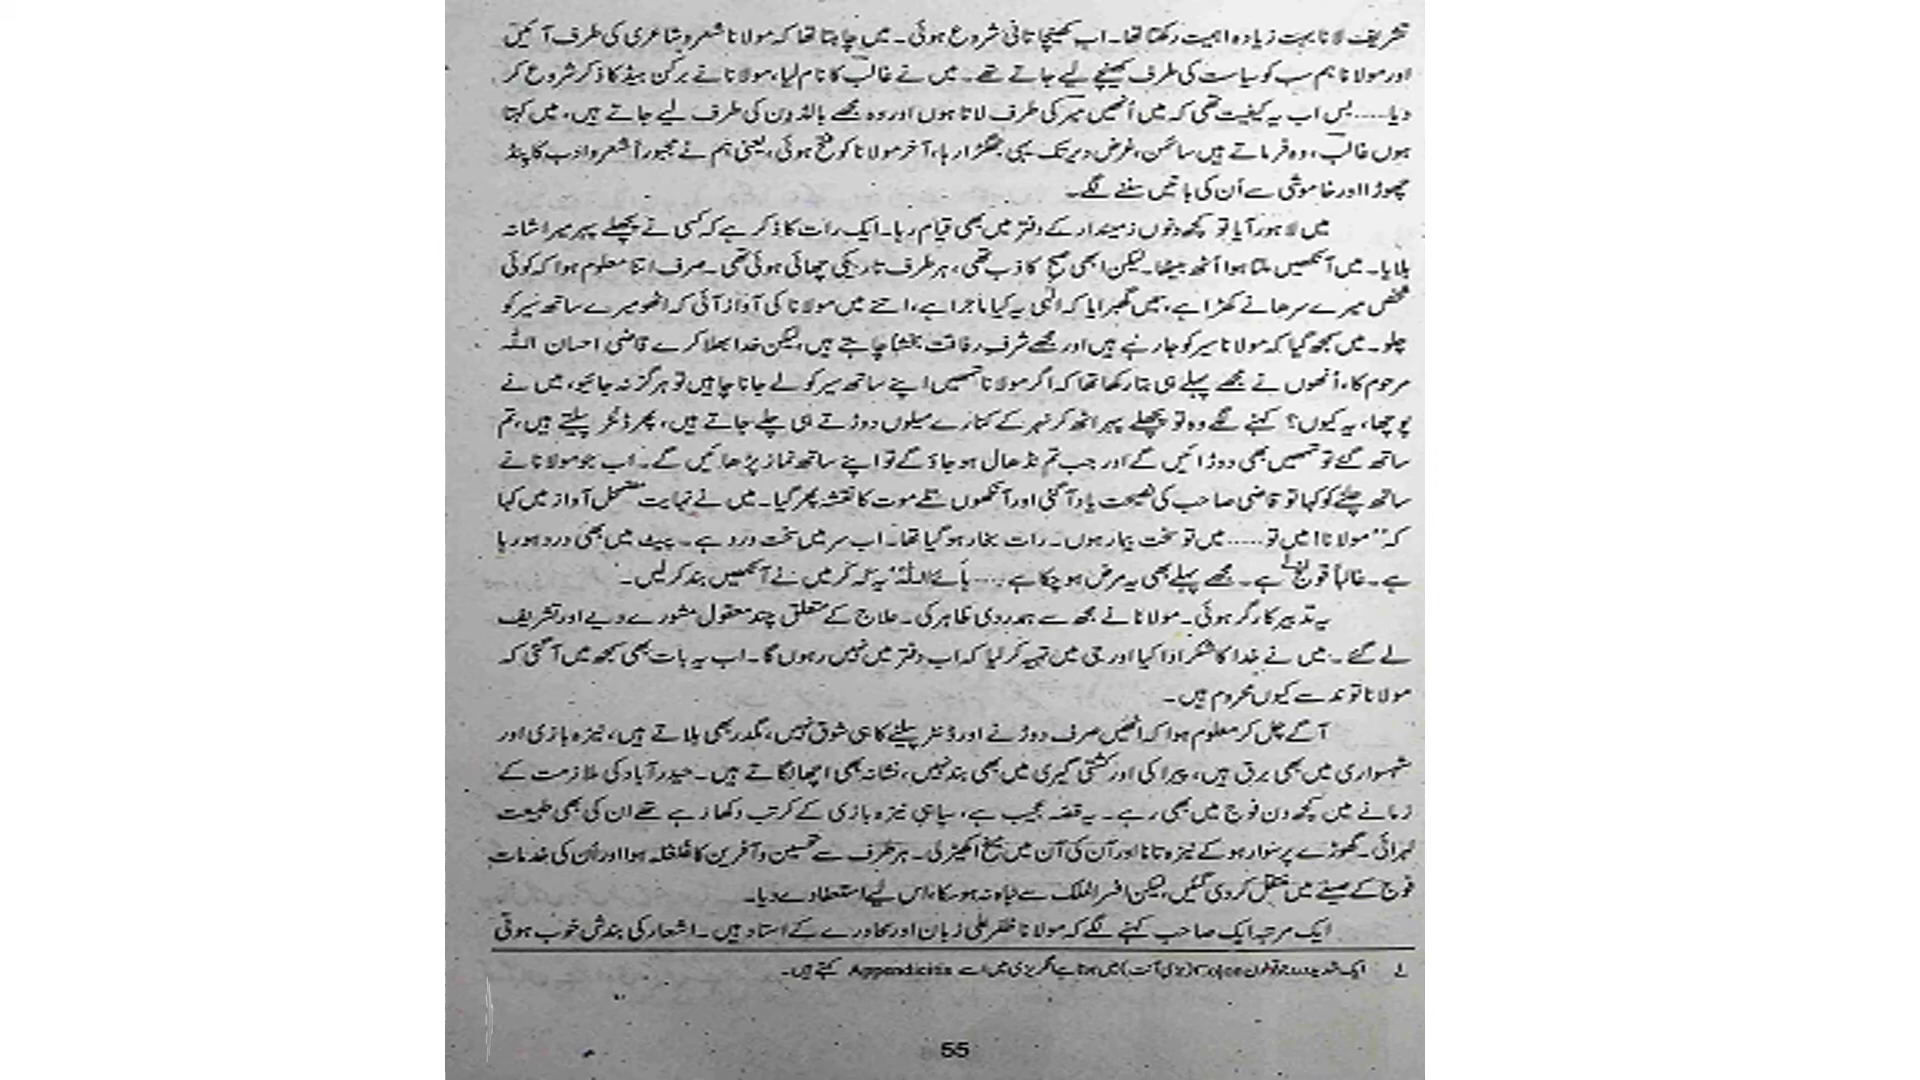 تشریف لانا بہت زیادہ اہمیت رکھتا تھا۔ اب کھینچا تانی شروع ہوئی۔ میں چاہتا تھا کہ مولانا شعر و شاعری کی طرف آئیں
اور مولانا ہم سب کو سیاست کی طرف کھینچے لیے جاتے تھے۔ میں نے غالب کا نام لیا، مولانا نے برکن ہیڈ کا ذکر شروع کر
دیا..... بس اب یہ کیفیت تھی کہ میں اُنھیں میر کی طرف لاتا ہوں اور وہ مجھے بالڈون کی طرف لیے جاتے ہیں، میں کہتا
ہوں غالب، وہ فرماتے ہیں سائمن، غرض دیر تک یہی جھگڑا رہا، آخر مولانا کو فتح ہوئی، یعنی ہم نے مجبوراً شعر و ادب کا پنڈ
چھوڑا اور خاموشی سے اُن کی باتیں سننے لگے۔
میں لاہور آیا تو کچھ دنوں زمیندار کے دفتر میں بھی قیام رہا۔ ایک رات کا ذکر ہے کہ کسی نے پچھلے پہر میرا شانہ
ہلایا۔ میں آنکھیں ملتا ہوا اُٹھ بیٹھا۔ لیکن ابھی صبح کاذب تھی، ہر طرف تاریکی چھائی ہوئی تھی۔ صرف اتنا معلوم ہوا کہ کوئی
شخص میرے سرھانے کھڑا ہے، میں گھبرایا کہ الٰہی یہ کیا ماجرا ہے، اتنے میں مولانا کی آواز آئی کہ اٹھو میرے ساتھ سیر کو
چلو۔ میں سمجھ گیا کہ مولانا سیر کو جا رہے ہیں اور مجھے شرفِ رفاقت بخشنا چاہتے ہیں، لیکن خدا بھلا کرے قاضی احسان اللہ
مرحوم کا، اُنھوں نے مجھے پہلے ہی بتا رکھا تھا کہ اگر مولانا تمھیں اپنے ساتھ سیر کو لے جانا چاہیں تو ہرگز نہ جائیو، میں نے
پوچھا، یہ کیوں؟ کہنے لگے وہ تو پچھلے پہر اٹھ کر نہر کے کنارے میلوں دوڑتے ہی چلے جاتے ہیں، پھر ڈنٹر پیلتے ہیں، تم
ساتھ گئے تو تمھیں بھی دوڑائیں گے اور جب تم نڈھال ہو جاؤ گے تو اپنے ساتھ نماز پڑھائیں گے۔ اب جو مولانا نے
ساتھ چلنے کو کہا تو قاضی صاحب کی نصیحت یاد آ گئی اور آنکھوں تلے موت کا نقشہ پھر گیا۔ میں نے نہایت مضمحل آواز میں کہا
کہ ”مولانا! میں تو..... میں تو سخت بیمار ہوں۔ رات بخار ہو گیا تھا۔ اب سر میں سخت درد ہے۔ پیٹ میں بھی درد ہو رہا
ہے۔ غالباً قولنج ۱؎ ہے۔ مجھے پہلے بھی یہ مرض ہو چکا ہے .... ہائے اللہ“ یہ کہہ کر میں نے آنکھیں بند کر لیں۔
یہ تدبیر کارگر ہوئی۔ مولانا نے مجھ سے ہمدردی ظاہر کی۔ علاج کے متعلق چند معقول مشورے دیے اور تشریف
لے گئے۔ میں نے خدا کا شکر ادا کیا اور جی میں تہیہ کر لیا کہ اب دفتر میں نہیں رہوں گا۔ اب یہ بات بھی سمجھ میں آ گئی کہ
مولانا توند سے کیوں محروم ہیں۔
آگے چل کر معلوم ہوا کہ انھیں صرف دوڑنے اور ڈنٹر پیلنے کا ہی شوق نہیں، مگدر بھی ہلاتے ہیں، نیزہ بازی اور
شہسواری میں بھی برق ہیں، پیراکی اور کشتی گیری میں بھی بند نہیں، نشانہ بھی اچھا لگاتے ہیں۔ حیدر آباد کی ملازمت کے
زمانے میں کچھ دن فوج میں بھی رہے۔ یہ قصہ عجیب ہے، سپاہی نیزہ بازی کے کرتب دکھا رہے تھے ان کی بھی طبیعت
لہرائی۔ گھوڑے پر سوار ہو کے نیزہ تانا اور آن کی آن میں میخ اکھیڑ لی۔ ہر طرف سے تحسین و آفرین کا غلغلہ ہوا اور اُن کی خدمات
فوج کے صیغے میں منتقل کر دی گئیں، لیکن افسر الملک سے نباہ نہ ہو سکا، اس لیے استعفا دے دیا۔
ایک مرتبہ ایک صاحب کہنے لگے کہ مولانا ظفر علی زبان اور محاورے کے استاد ہیں۔ اشعار کی بندش خوب ہوتی
۱؎ ایک شدید درد جو قولون Colon (بڑی آنت) میں ہوتا ہے انگریزی میں اسے Appendicitis کہتے ہیں۔
55